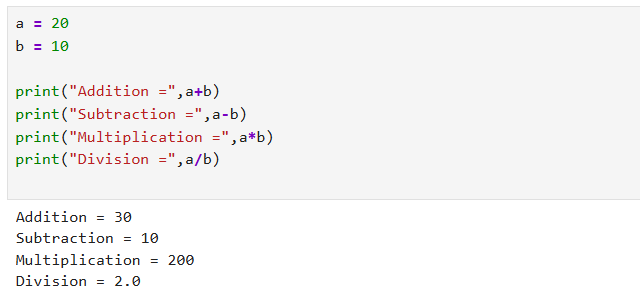 a = 20
b = 10
print("Addition =",a+b)
print("Subtraction =",a-b)
print("Multiplication =",a*b)
print("Division =",a/b)
Addition = 30
Subtraction = 10
Multiplication = 200
Division = 2.0